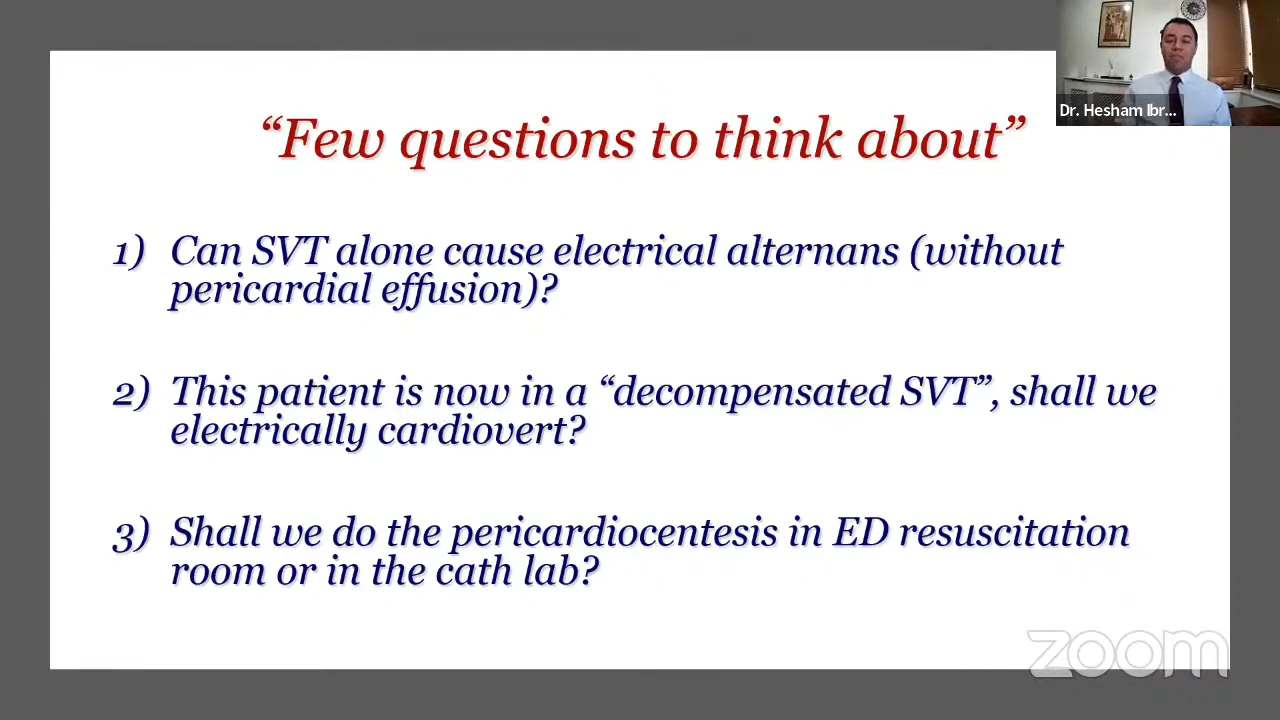 Dr. Hesham Ibr...
“Few questions to think about”
1) Can SVT alone cause electrical alternans (without
pericardial effusion)?
2) This patient is now in a “decompensated SVT”, shall we
electrically cardiovert?
3) Shall we do the pericardiocentesis in ED resuscitation
room or in the cath lab?
zoom